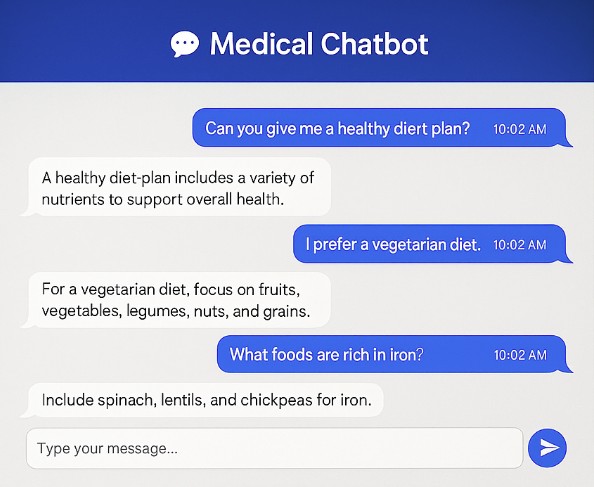 Medical Chatbot
Can you give me a healthy diert plan? 10:02 AM
A healthy diet-plan includes a variety of
nutrients to support overall health.
I prefer a vegetarian diet. 10:02 AM
For a vegetarian diet, focus on fruits,
vegetables, legumes, nuts, and grains.
What foods are rich in iron? 10:02 AM
Include spinach, lentils, and chickpeas for iron.
Type your message...